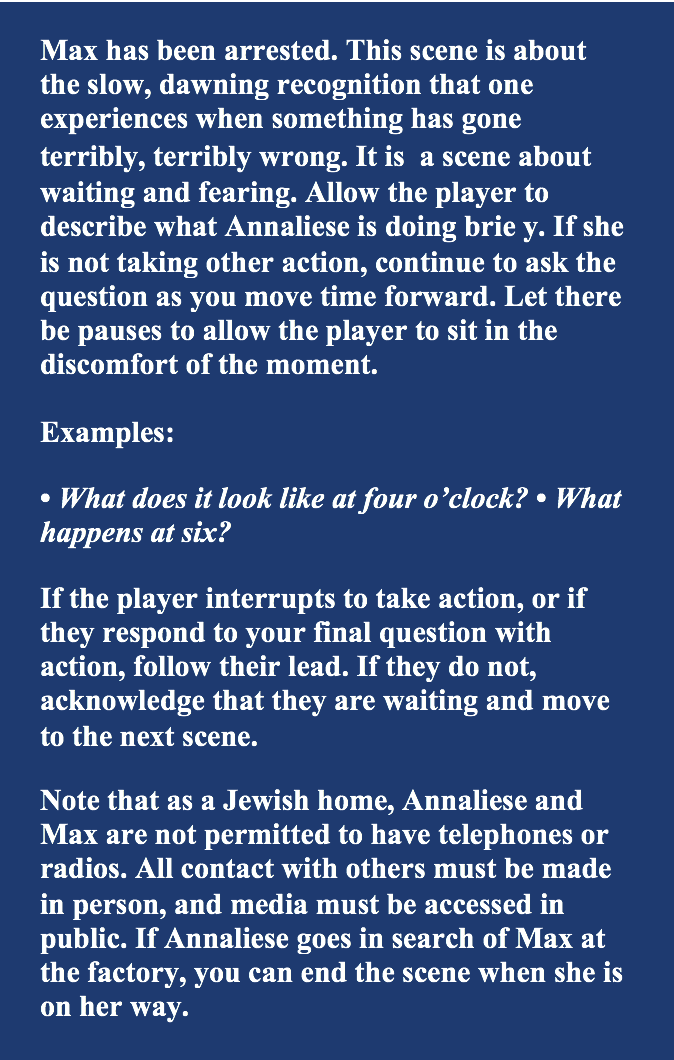 Max has been arrested. This scene is about
the slow, dawning recognition that one
experiences when something has gone
terribly, terribly wrong. It is  a scene about
waiting and fearing. Allow the player to
describe what Annaliese is doing brie y. If she
is not taking other action, continue to ask the
question as you move time forward. Let there
be pauses to allow the player to sit in the
discomfort of the moment.
Examples:
• What does it look like at four o’clock? • What
happens at six?
If the player interrupts to take action, or if
they respond to your final question with
action, follow their lead. If they do not,
acknowledge that they are waiting and move
to the next scene.
Note that as a Jewish home, Annaliese and
Max are not permitted to have telephones or
radios. All contact with others must be made
in person, and media must be accessed in
public. If Annaliese goes in search of Max at
the factory, you can end the scene when she is
on her way.